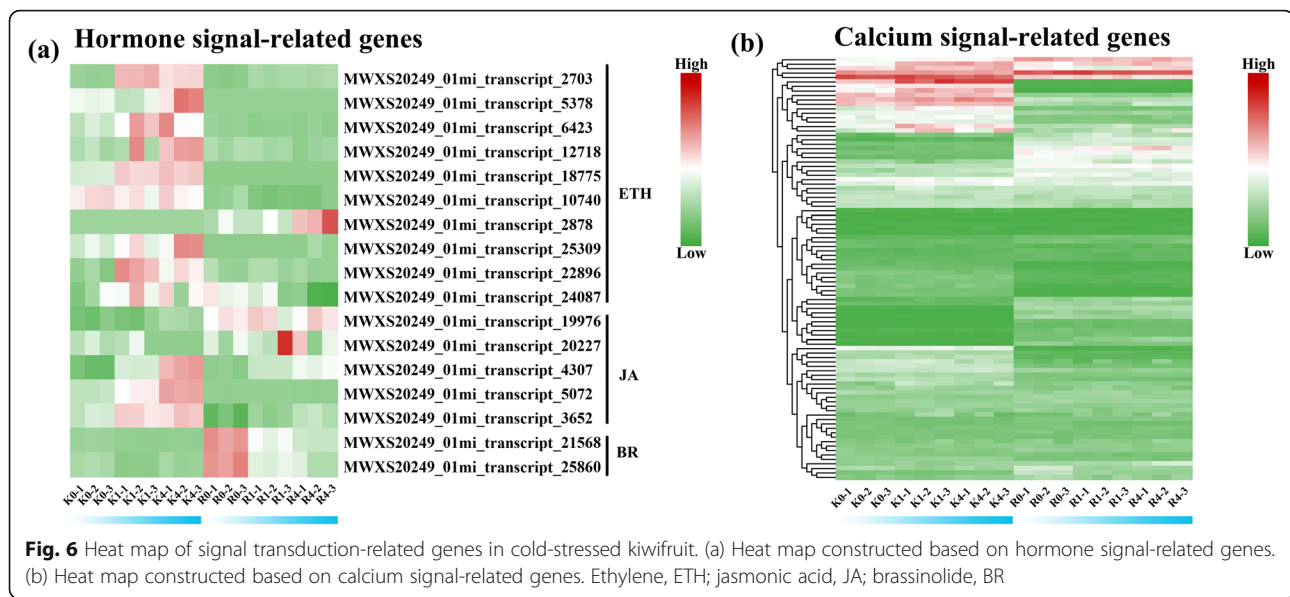 (a) Hormone signal-related genes
MWXS20249_01mi_transcript_2703
MWXS20249_01mi_transcript_5378
MWXS20249_01mi_transcript_6423
MWXS20249_01mi_transcript_12718
MWXS20249_01mi_transcript_18775
MWXS20249_01mi_transcript_10740
MWXS20249_01mi_transcript_2878
MWXS20249_01mi_transcript_25309
MWXS20249_01mi_transcript_22896
MWXS20249_01mi_transcript_24087
MWXS20249_01mi_transcript_19976
MWXS20249_01mi_transcript_20227
MWXS20249_01mi_transcript_4307
MWXS20249_01mi_transcript_5072
MWXS20249_01mi_transcript_3652
MWXS20249_01mi_transcript_21568
MWXS20249_01mi_transcript_25860
ETH
JA
BR
K0-1 K0-2 K0-3 K1-1 K1-2 K1-3 K4-1 K4-2 K4-3 R0-1 R0-2 R0-3 R1-1 R1-2 R1-3 R4-1 R4-2 R4-3
High
Low
(b) Calcium signal-related genes
High
Low
K0-1 K0-2 K0-3 K1-1 K1-2 K1-3 K4-1 K4-2 K4-3 R0-1 R0-2 R0-3 R1-1 R1-2 R1-3 R4-1 R4-2 R4-3
Fig. 6 Heat map of signal transduction-related genes in cold-stressed kiwifruit. (a) Heat map constructed based on hormone signal-related genes.
(b) Heat map constructed based on calcium signal-related genes. Ethylene, ETH; jasmonic acid, JA; brassinolide, BR